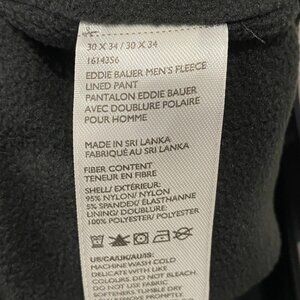 30 X 34 / 30 X 34
1614356
EDDIE BAUER MEN'S FLEECE
LINED PANT
PANTALON EDDIE BAUER
AVEC DOUBLURE POLAIRE
POUR HOMME
MADE IN SRI LANKA
FABRIQUÉ AU SRI LANKA
FIBER CONTENT
TENEUR EN FIBRE
SHELL/ EXTÉRIEUR:
95% NYLON/ NYLON
5% SPANDEX/ ÉLASTHANNE
LINING/ DOUBLURE:
100% POLYESTER/ POLYESTER
US/CA/UK/AU/IB:
MACHINE WASH COLD
DELICATE WITH LIKE
COLOURS. DO NOT BLEACH
DO NOT USE FABRIC
SOFTENERS TUMBLE DRY
PROMPTLY